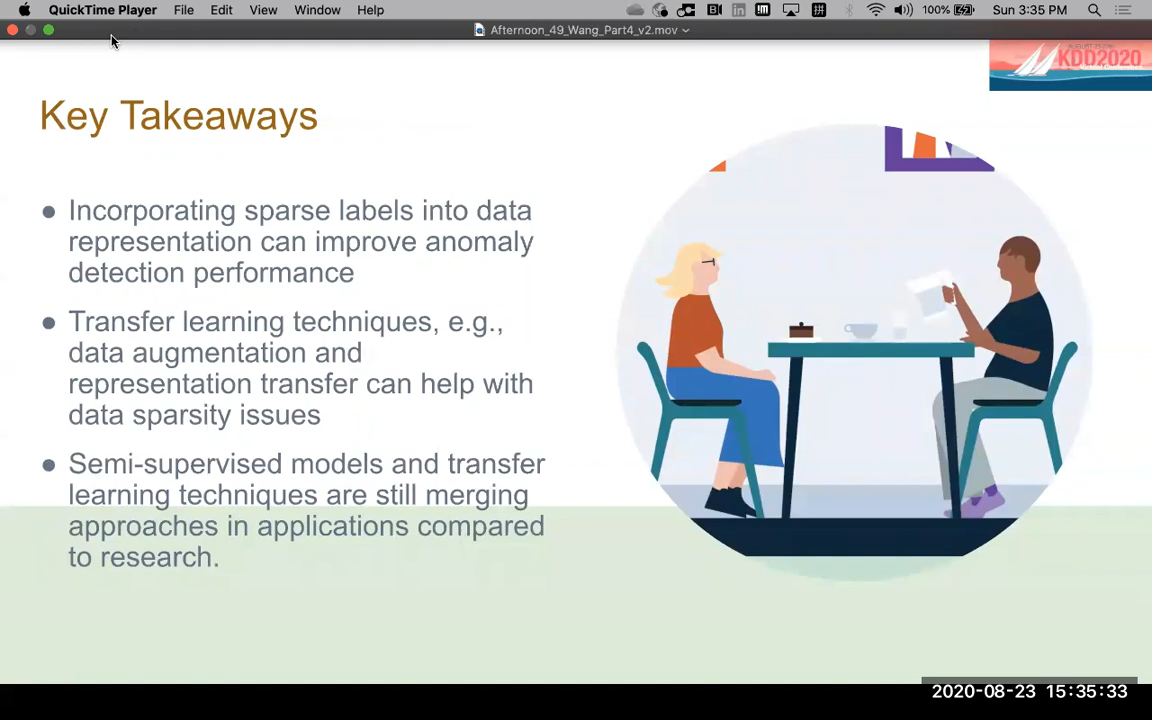 QuickTime Player File Edit View Window Help 100% Sun 3:35 PM
Afternoon_49_Wang_Part4_v2.mov
KDD2020
Key Takeaways
● Incorporating sparse labels into data
representation can improve anomaly
detection performance
● Transfer learning techniques, e.g.,
data augmentation and
representation transfer can help with
data sparsity issues
● Semi-supervised models and transfer
learning techniques are still merging
approaches in applications compared
to research.
2020-08-23 15:35:33